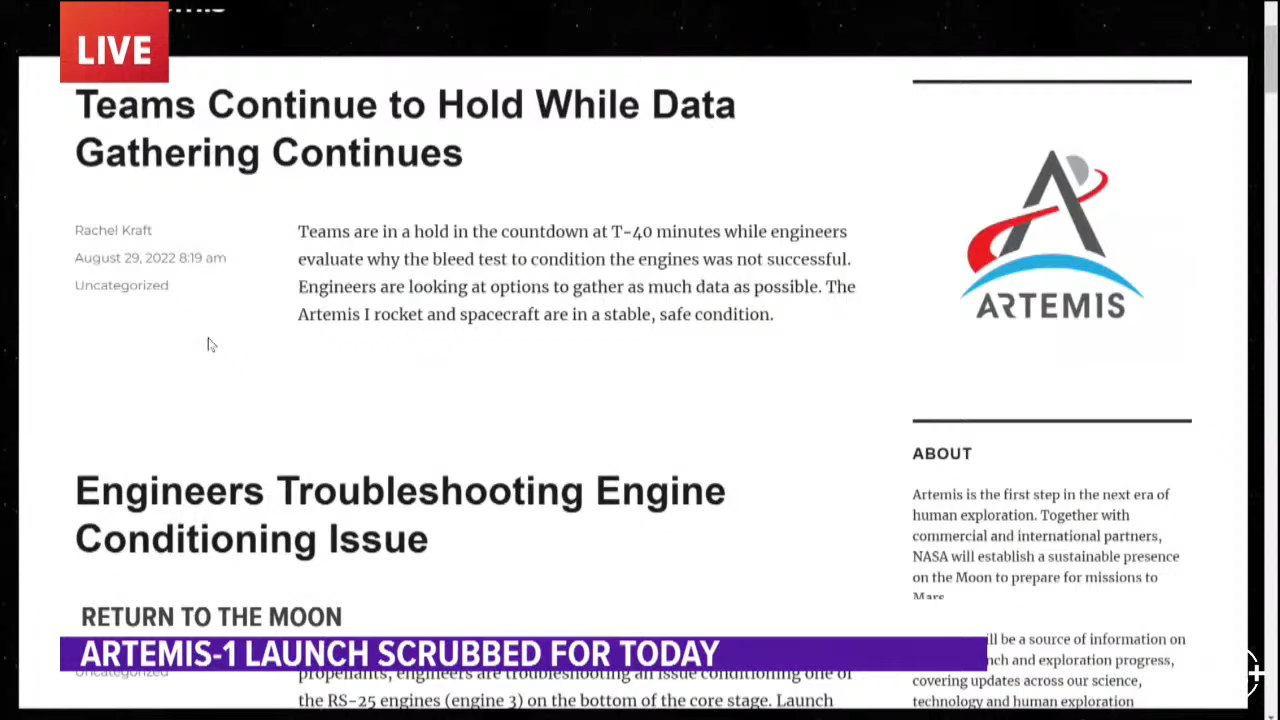 LIVE
Teams Continue to Hold While Data
Gathering Continues
Rachel Kraft
August 29, 2022 8:19 am
Uncategorized
Teams are in a hold in the countdown at T-40 minutes while engineers
evaluate why the bleed test to condition the engines was not successful.
Engineers are looking at options to gather as much data as possible. The
Artemis I rocket and spacecraft are in a stable, safe condition.
ARTEMIS
Engineers Troubleshooting Engine
Conditioning Issue
ABOUT
Artemis is the first step in the next era of
human exploration. Together with
commercial and international partners,
NASA will establish a sustainable presence
on the Moon to prepare for missions to
Mars
be a source of information on
and exploration progress,
covering updates across our science,
technology and human exploration
RETURN TO THE MOON
ARTEMIS-1 LAUNCH SCRUBBED FOR TODAY
Uncategorized
propellants, engineers are troubleshooting an issue conditioning one of
the RS-25 engines (engine 3) on the bottom of the core stage. Launch